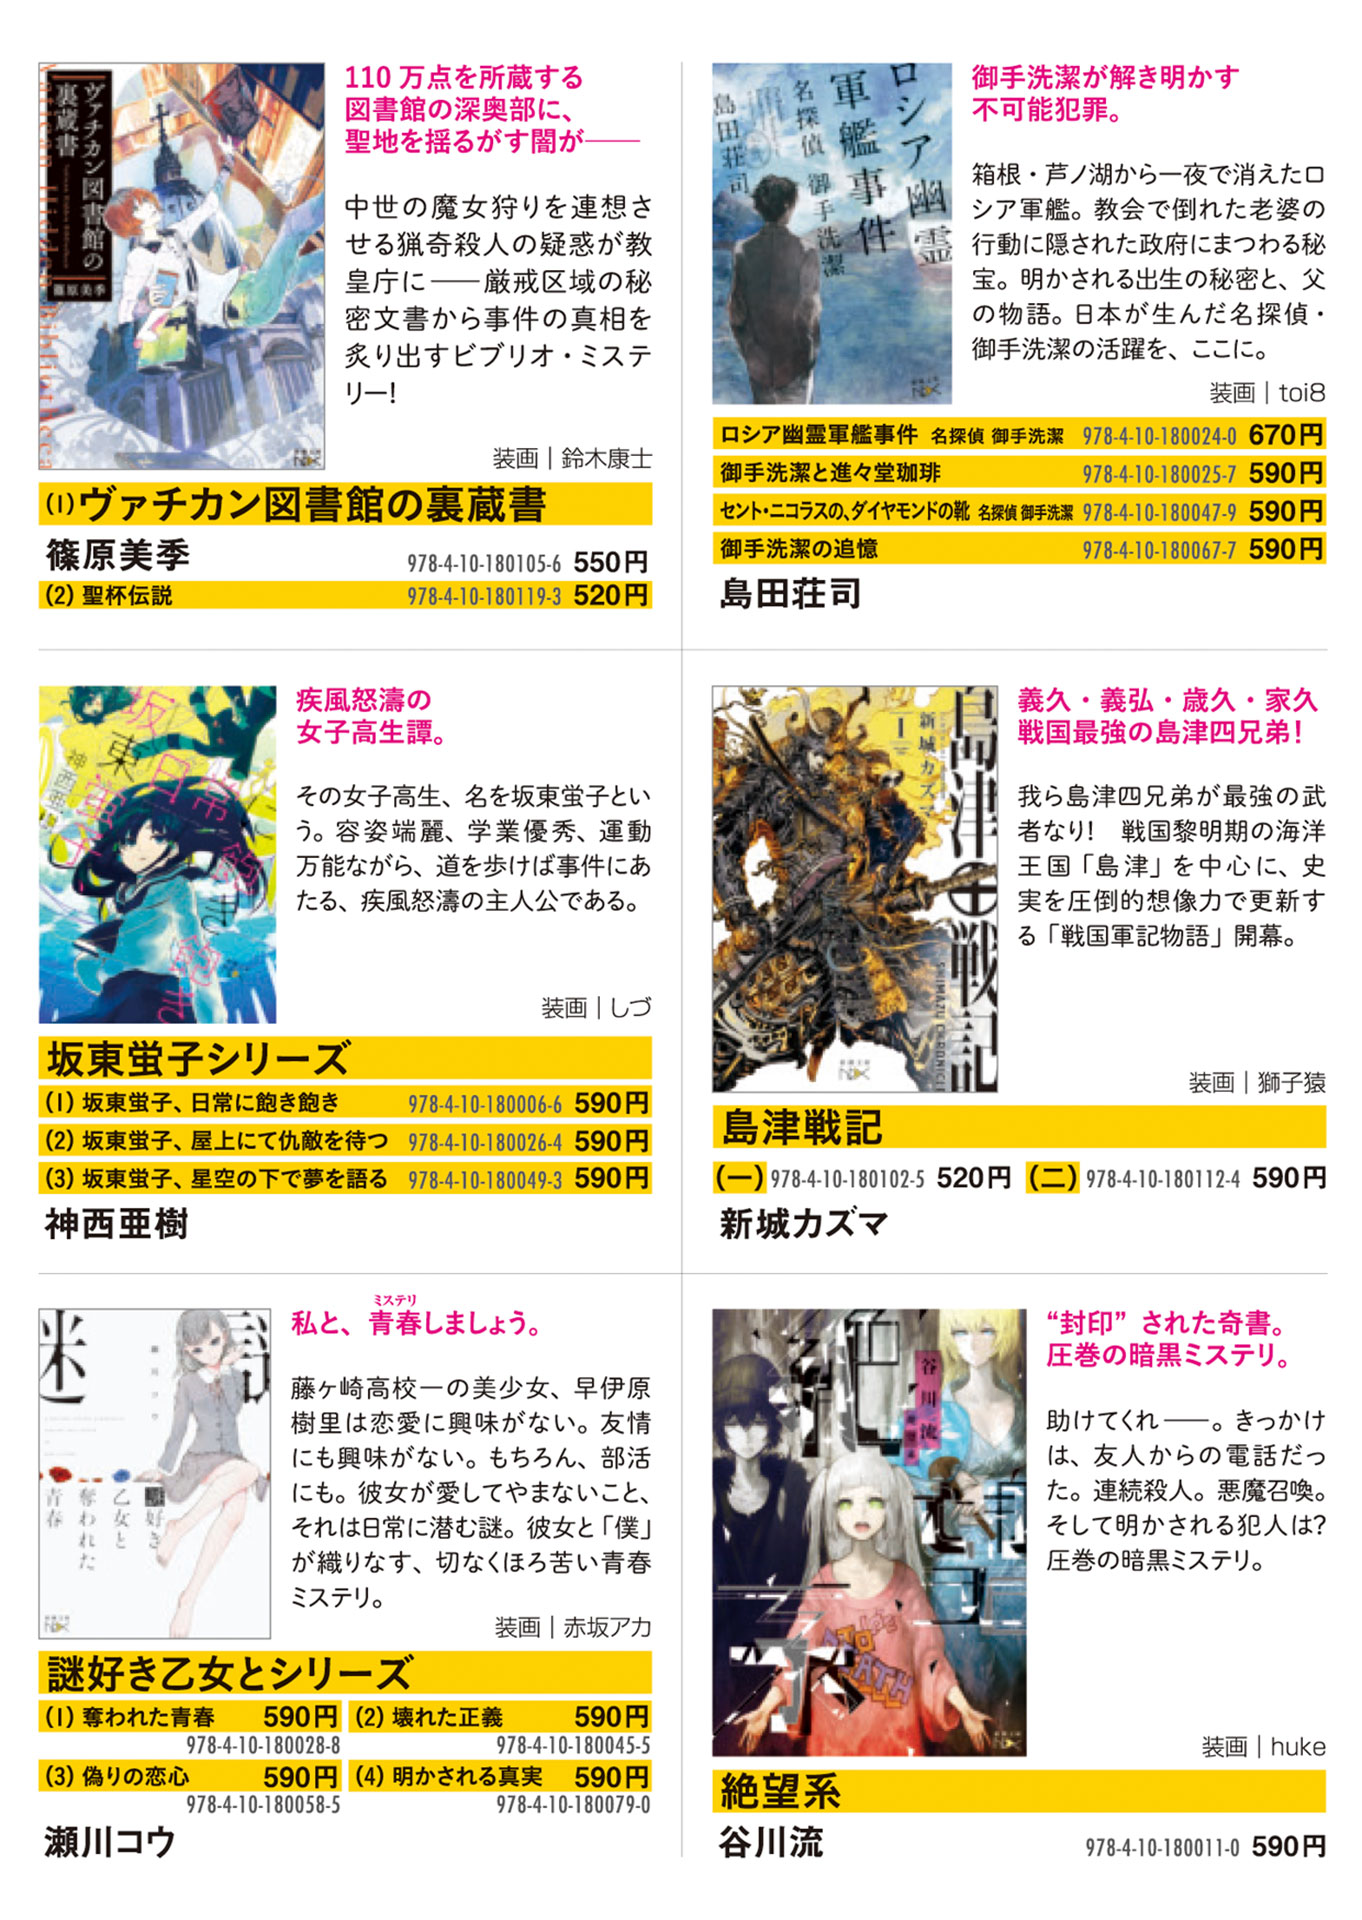 ヴァチカン図書館の
裏蔵書
篠原美季
110 万点を所蔵する
図書館の深奥部に、
聖地を揺るがす闇が――
中世の魔女狩りを連想さ
せる猟奇殺人の疑惑が教
皇庁に――厳戒区域の秘
密文書から事件の真相を
炙り出すビブリオ・ミステ
リー!
装画｜鈴木康士
(1)ヴァチカン図書館の裏蔵書
篠原美季 978-4-10-180105-6 550円
(2) 聖杯伝説 978-4-10-180119-3 520円
ロシア幽霊
軍艦事件
名探偵 御手洗潔
島田荘司
御手洗潔が解き明かす
不可能犯罪。
箱根・芦ノ湖から一夜で消えたロ
シア軍艦。教会で倒れた老婆の
行動に隠された政府にまつわる秘
宝。明かされる出生の秘密と、父
の物語。日本が生んだ名探偵・
御手洗潔の活躍を、ここに。
装画｜toi8
ロシア幽霊軍艦事件 名探偵 御手洗潔 978-4-10-180024-0 670円
御手洗潔と進々堂珈琲 978-4-10-180025-7 590円
セント・ニコラスの、ダイヤモンドの靴 名探偵 御手洗潔 978-4-10-180047-9 590円
御手洗潔の追憶 978-4-10-180067-7 590円
島田荘司
坂東蛍子
日常に飽き飽き
神西亜樹
疾風怒濤の
女子高生譚。
その女子高生、名を坂東蛍子とい
う。容姿端麗、学業優秀、運動
万能ながら、道を歩けば事件にあ
たる、疾風怒濤の主人公である。
装画｜しづ
坂東蛍子シリーズ
(1) 坂東蛍子、日常に飽き飽き 978-4-10-180006-6 590円
(2) 坂東蛍子、屋上にて仇敵を待つ 978-4-10-180026-4 590円
(3) 坂東蛍子、星空の下で夢を語る 978-4-10-180049-3 590円
神西亜樹
島津戦記
新城カズマ
I
SHIMAZU CHRONICLE
義久・義弘・歳久・家久
戦国最強の島津四兄弟!
我ら島津四兄弟が最強の武
者なり!　戦国黎明期の海洋
王国「島津」を中心に、史
実を圧倒的想像力で更新す
る「戦国軍記物語」開幕。
装画｜獅子猿
島津戦記
(一) 978-4-10-180102-5 520円 (二) 978-4-10-180112-4 590円
新城カズマ
謎
好き
乙女と
奪われた
青春
瀬川コウ
ミステリ
私と、青春しましょう。
藤ヶ崎高校一の美少女、早伊原
樹里は恋愛に興味がない。友情
にも興味がない。もちろん、部活
にも。彼女が愛してやまないこと、
それは日常に潜む謎。彼女と「僕」
が織りなす、切なくほろ苦い青春
ミステリ。
装画｜赤坂アカ
謎好き乙女とシリーズ
(1) 奪われた青春 590円 (2) 壊れた正義 590円
978-4-10-180028-8 978-4-10-180045-5
(3) 偽りの恋心 590円 (4) 明かされる真実 590円
978-4-10-180058-5 978-4-10-180079-0
瀬川コウ
絶望系
谷川流
“封印” された奇書。
圧巻の暗黒ミステリ。
助けてくれ――。きっかけ
は、友人からの電話だっ
た。連続殺人。悪魔召喚。
そして明かされる犯人は?
圧巻の暗黒ミステリ。
装画｜huke
絶望系
谷川流 978-4-10-180011-0 590円